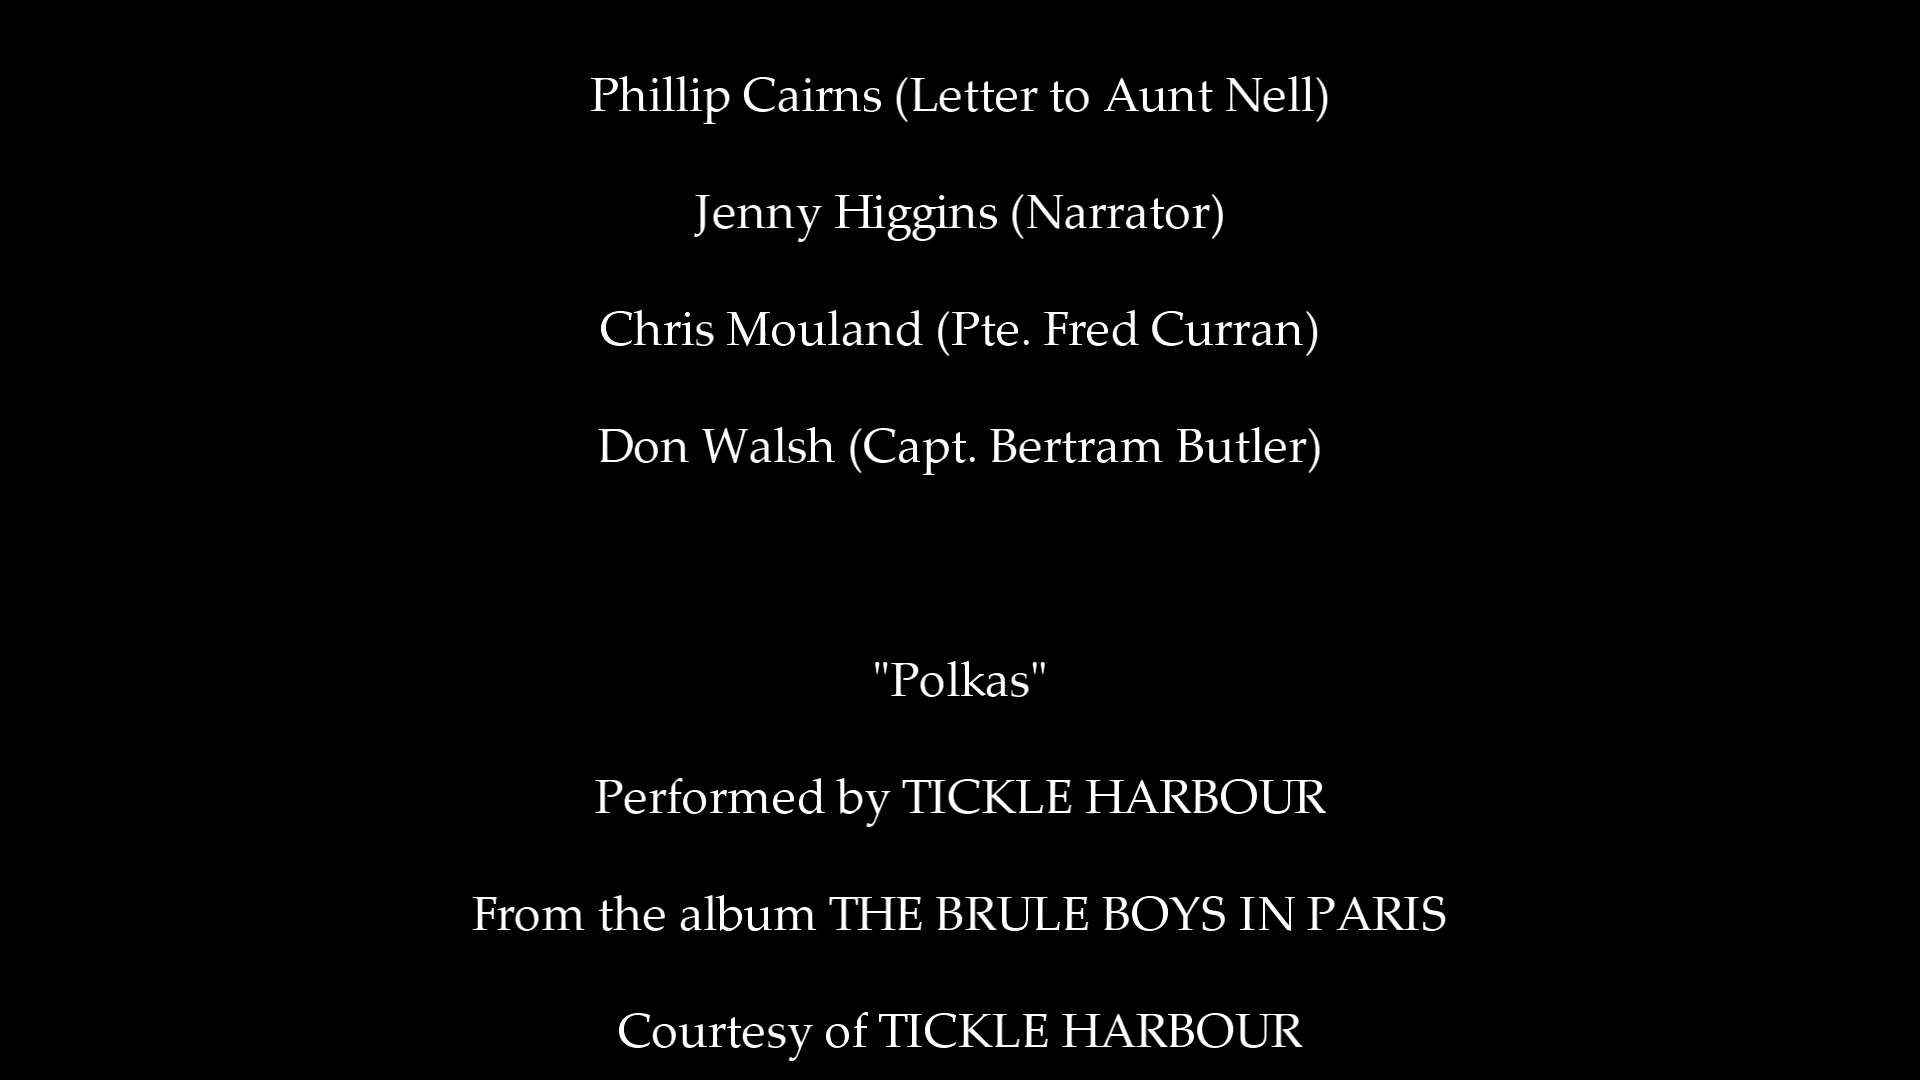 Phillip Cairns (Letter to Aunt Nell)
Jenny Higgins (Narrator)
Chris Mouland (Pte. Fred Curran)
Don Walsh (Capt. Bertram Butler)
"Polkas"
Performed by TICKLE HARBOUR
From the album THE BRULE BOYS IN PARIS
Courtesy of TICKLE HARBOUR